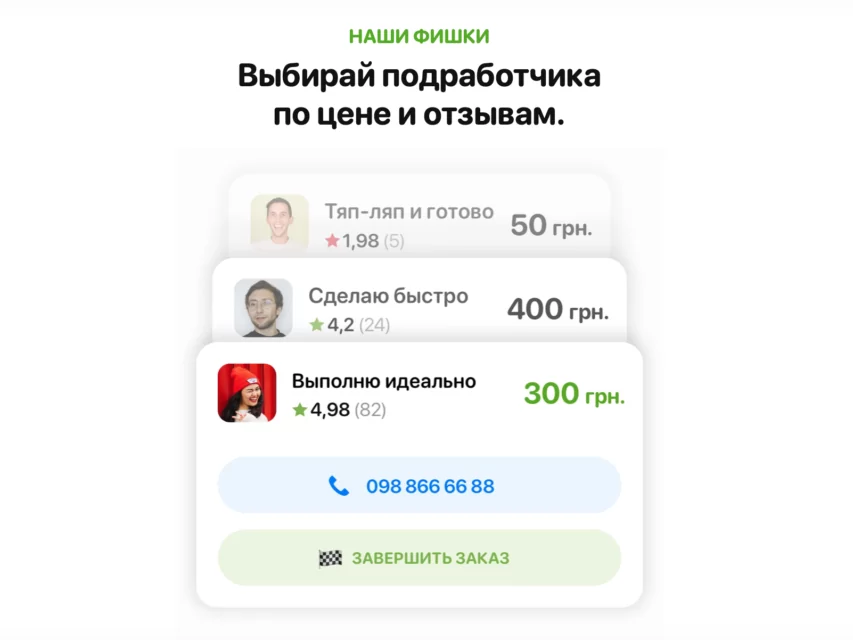 НАШИ ФИШКИ
Выбирай подработчика
по цене и отзывам.
Тяп-ляп и готово
1,98 (5)
50 грн.
Сделаю быстро
4,2 (24)
400 грн.
Выполню идеально
4,98 (82)
300 грн.
098 866 66 88
ЗАВЕРШИТЬ ЗАКАЗ